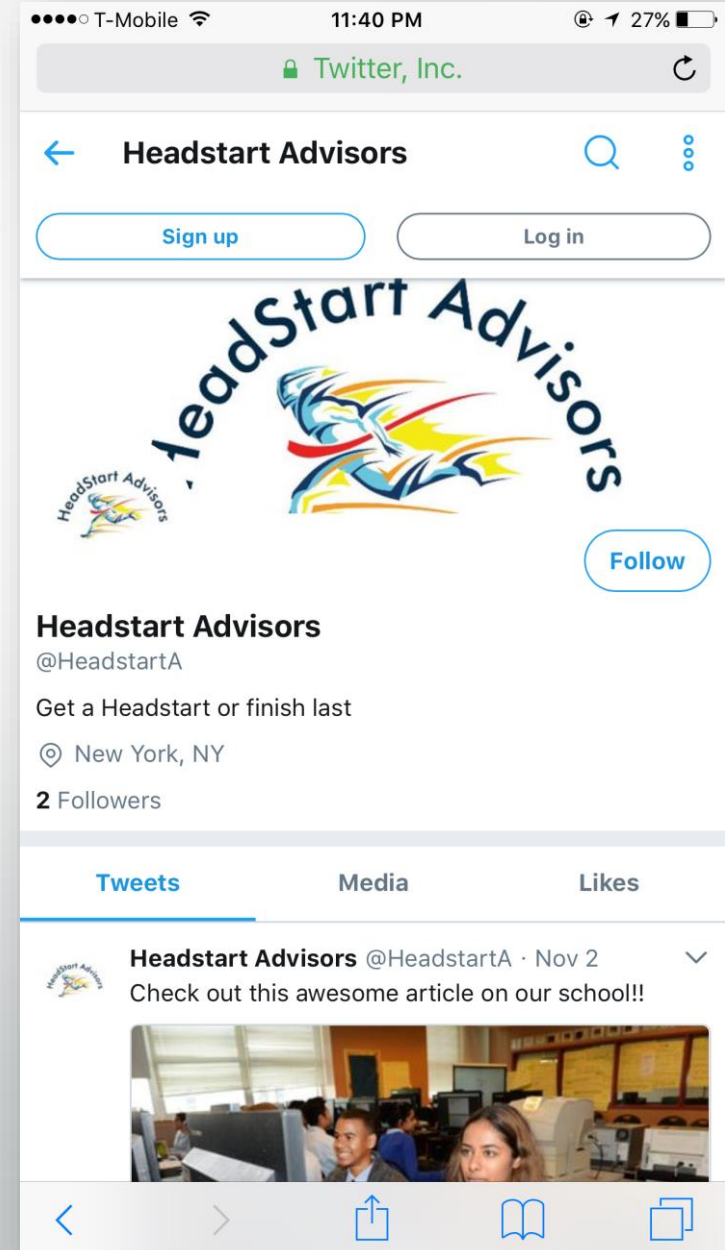 T-Mobile 11:40 PM 27%
Twitter, Inc.
Headstart Advisors
Sign up Log in
HeadStart Advisors
HeadStart Advisors
Follow
Headstart Advisors
@HeadstartA
Get a Headstart or finish last
New York, NY
2 Followers
Tweets Media Likes
Headstart Advisors @HeadstartA · Nov 2
Check out this awesome article on our school!!
HeadStart Advisors